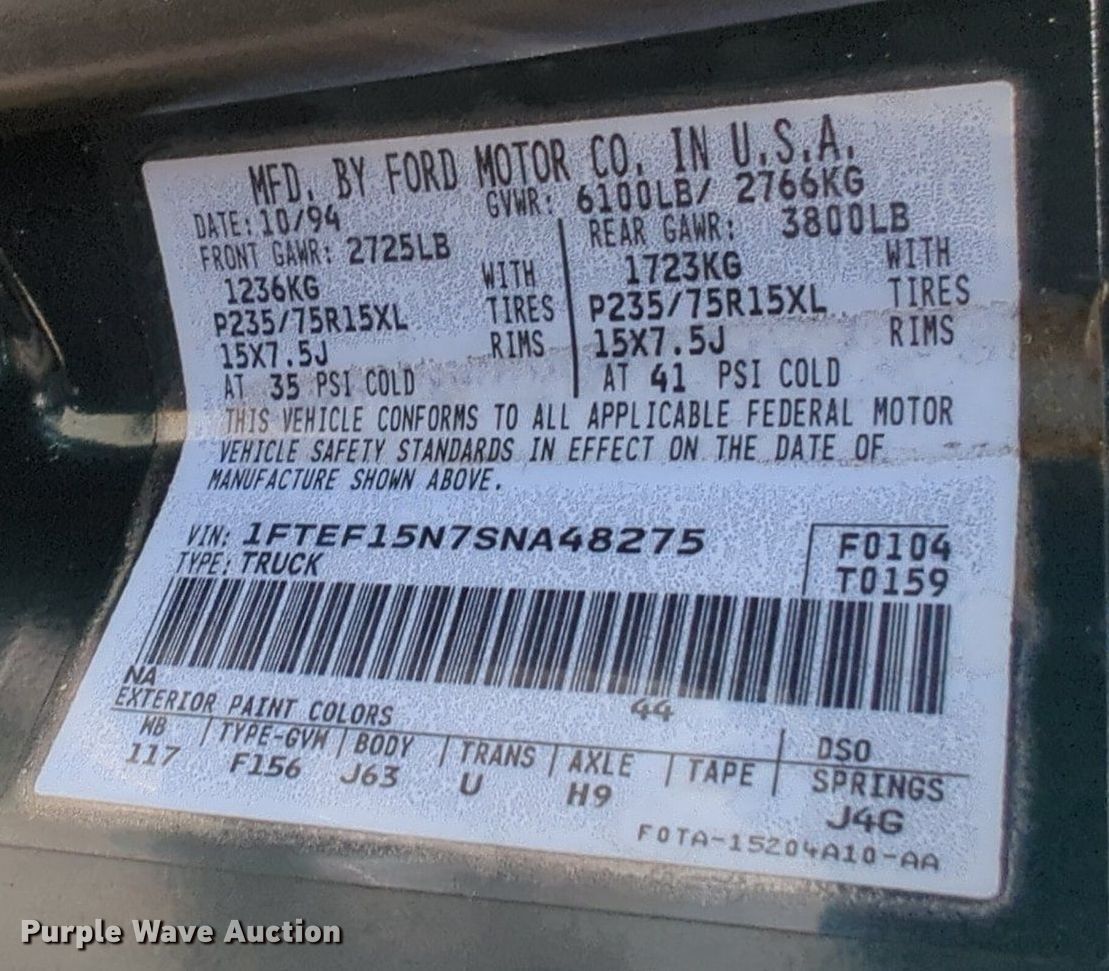 MFD. BY FORD MOTOR CO. IN U.S.A.
DATE: 10/94 GVWR: 6100LB/ 2766KG
FRONT GAWR: 2725LB REAR GAWR: 3800LB
1236KG WITH 1723KG WITH
P235/75R15XL TIRES P235/75R15XL TIRES
15X7.5J RIMS 15X7.5J RIMS
AT 35 PSI COLD AT 41 PSI COLD
THIS VEHICLE CONFORMS TO ALL APPLICABLE FEDERAL MOTOR
VEHICLE SAFETY STANDARDS IN EFFECT ON THE DATE OF
MANUFACTURE SHOWN ABOVE.
VIN: 1FTEF15N7SNA48275 F0104
TYPE: TRUCK T0159
NA
EXTERIOR PAINT COLORS 44 DSO
WB TYPE-GVW BODY TRANS AXLE TAPE SPRINGS
117 F156 J63 U H9 J4G
F0TA-15204A10-AA
Purple Wave Auction